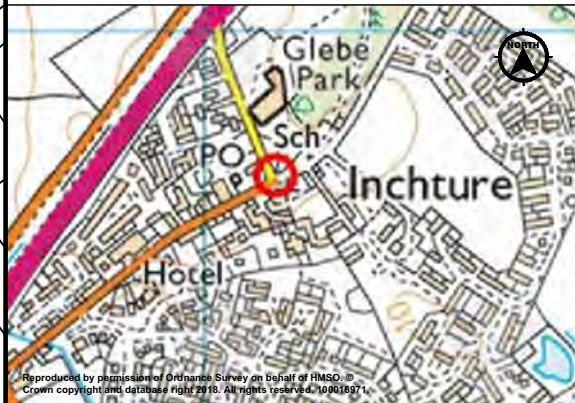 NORTH
Glebe
Park
Sch
PO
P
Inchture
Hotel
10
Reproduced by permission of Ordnance Survey on behalf of HMSO. ©
Crown copyright and database right 2018. All rights reserved. 100016971.